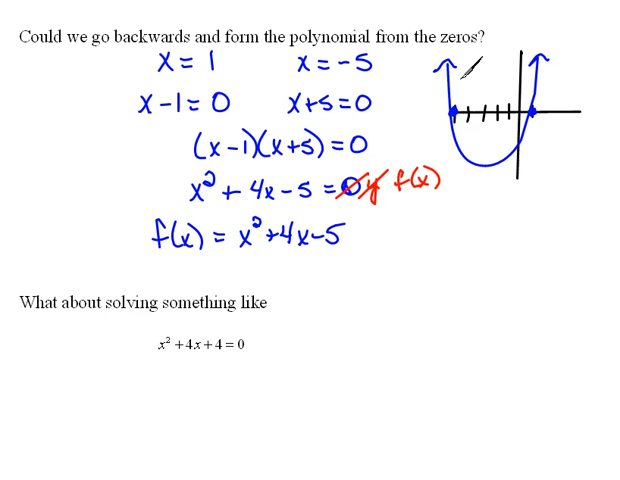 Could we go backwards and form the polynomial from the zeros?
x = 1 x = -5
x - 1 = 0 x + 5 = 0
(x - 1)(x + 5) = 0
x² + 4x - 5 = 0 y f(x)
f(x) = x² + 4x - 5
What about solving something like
x² + 4x + 4 = 0